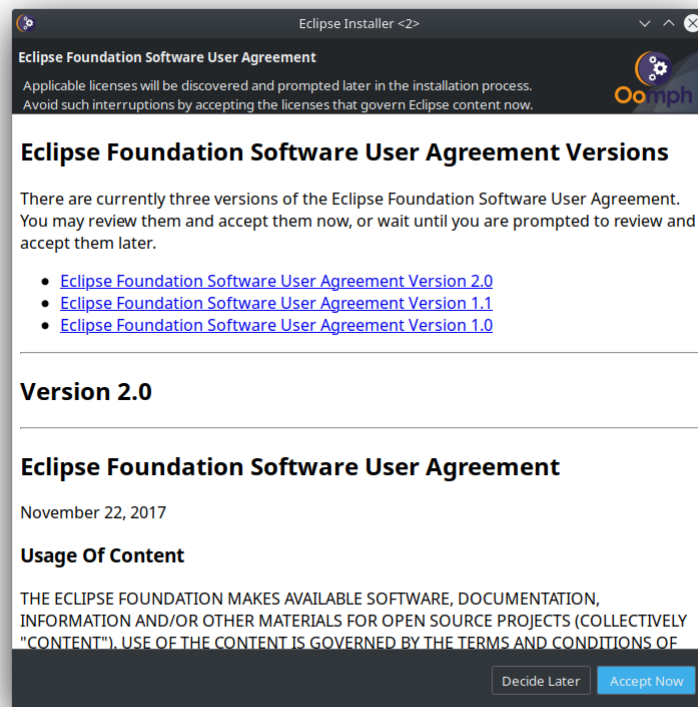 Eclipse Installer <2>
Eclipse Foundation Software User Agreement
Applicable licenses will be discovered and prompted later in the installation process.
Avoid such interruptions by accepting the licenses that govern Eclipse content now.
Oomph
Eclipse Foundation Software User Agreement Versions
There are currently three versions of the Eclipse Foundation Software User Agreement.
You may review them and accept them now, or wait until you are prompted to review and
accept them later.
Eclipse Foundation Software User Agreement Version 2.0
Eclipse Foundation Software User Agreement Version 1.1
Eclipse Foundation Software User Agreement Version 1.0
Version 2.0
Eclipse Foundation Software User Agreement
November 22, 2017
Usage Of Content
THE ECLIPSE FOUNDATION MAKES AVAILABLE SOFTWARE, DOCUMENTATION,
INFORMATION AND/OR OTHER MATERIALS FOR OPEN SOURCE PROJECTS (COLLECTIVELY
"CONTENT"). USE OF THE CONTENT IS GOVERNED BY THE TERMS AND CONDITIONS OF
Decide Later
Accept Now